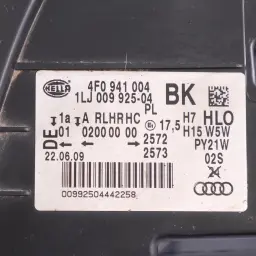 HELLA
4F0 941 004
1LJ 009 925-04
BK
PL
1a A RLHRHC
17,5
H7 HLO
DE
01 0200 00 00
2572
H15 W5W
2573
PY21W
22.06.09
02S
00992504442258